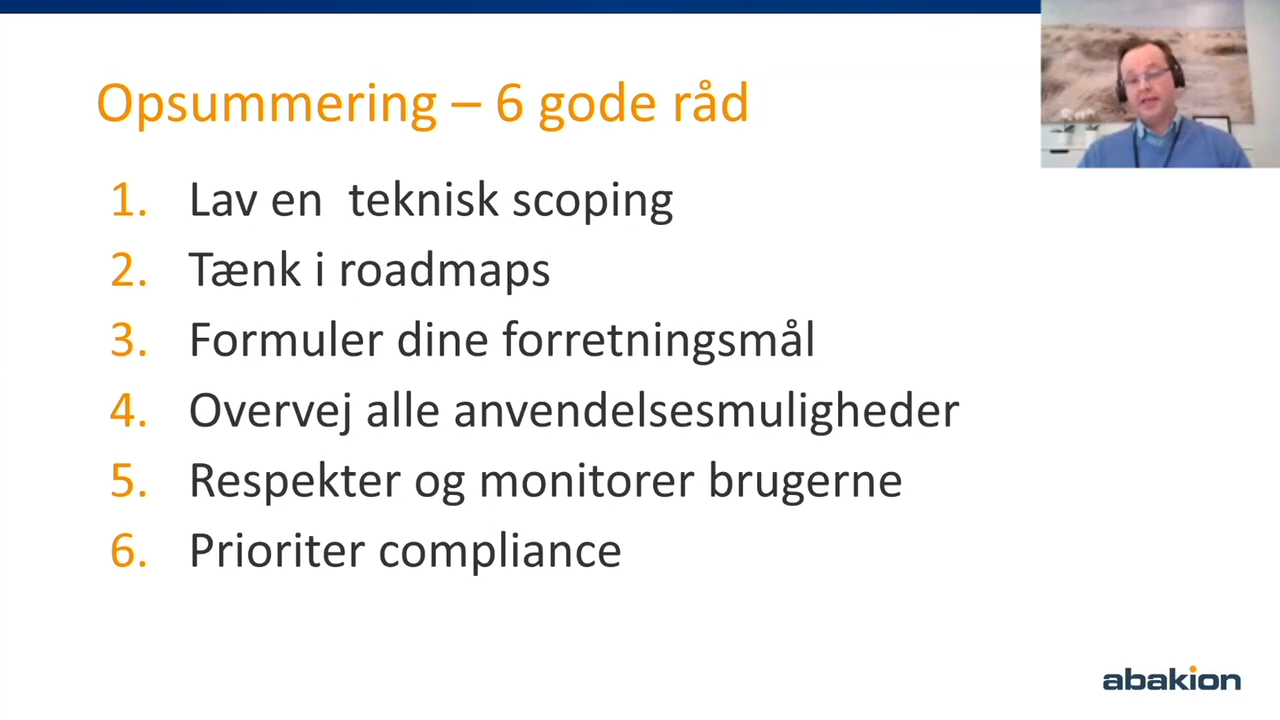 Opsummering – 6 gode råd
1. Lav en  teknisk scoping
2. Tænk i roadmaps
3. Formuler dine forretningsmål
4. Overvej alle anvendelsesmuligheder
5. Respekter og monitorer brugerne
6. Prioriter compliance
abakion